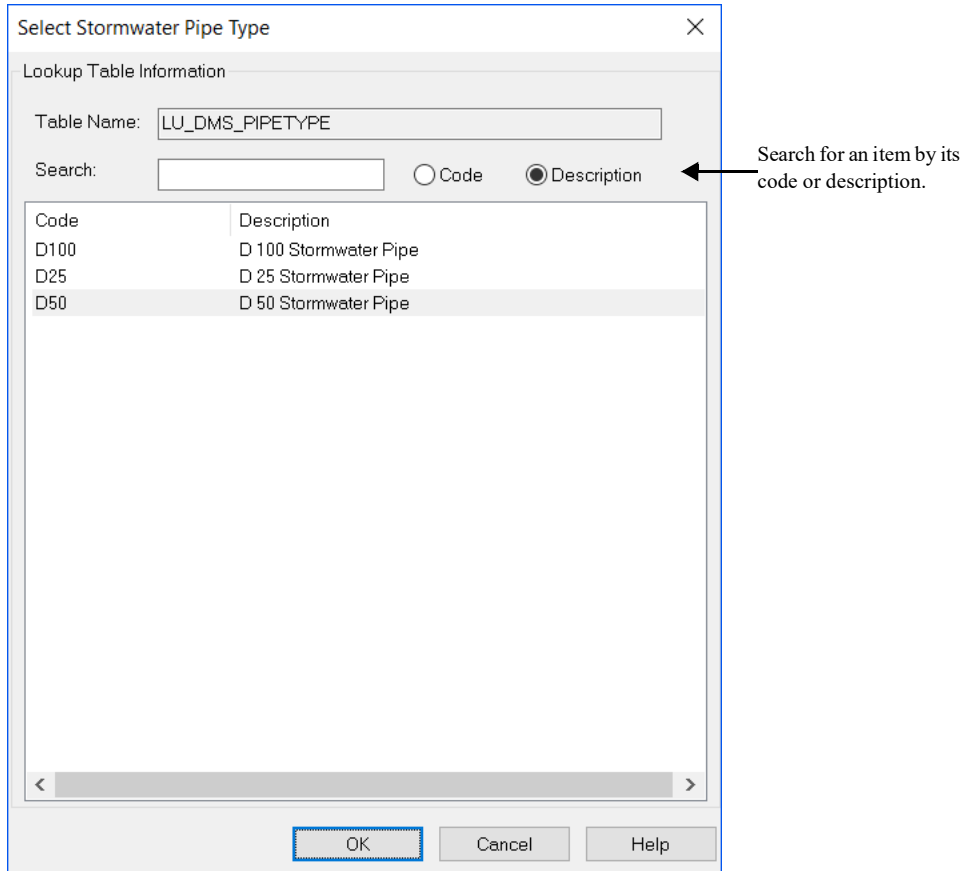 Select Stormwater Pipe Type
Lookup Table Information
Table Name: LU_DMS_PIPETYPE
Search: Code Description
Search for an item by its
code or description.
Code Description
D100 D 100 Stormwater Pipe
D25 D 25 Stormwater Pipe
D50 D 50 Stormwater Pipe
OK Cancel Help